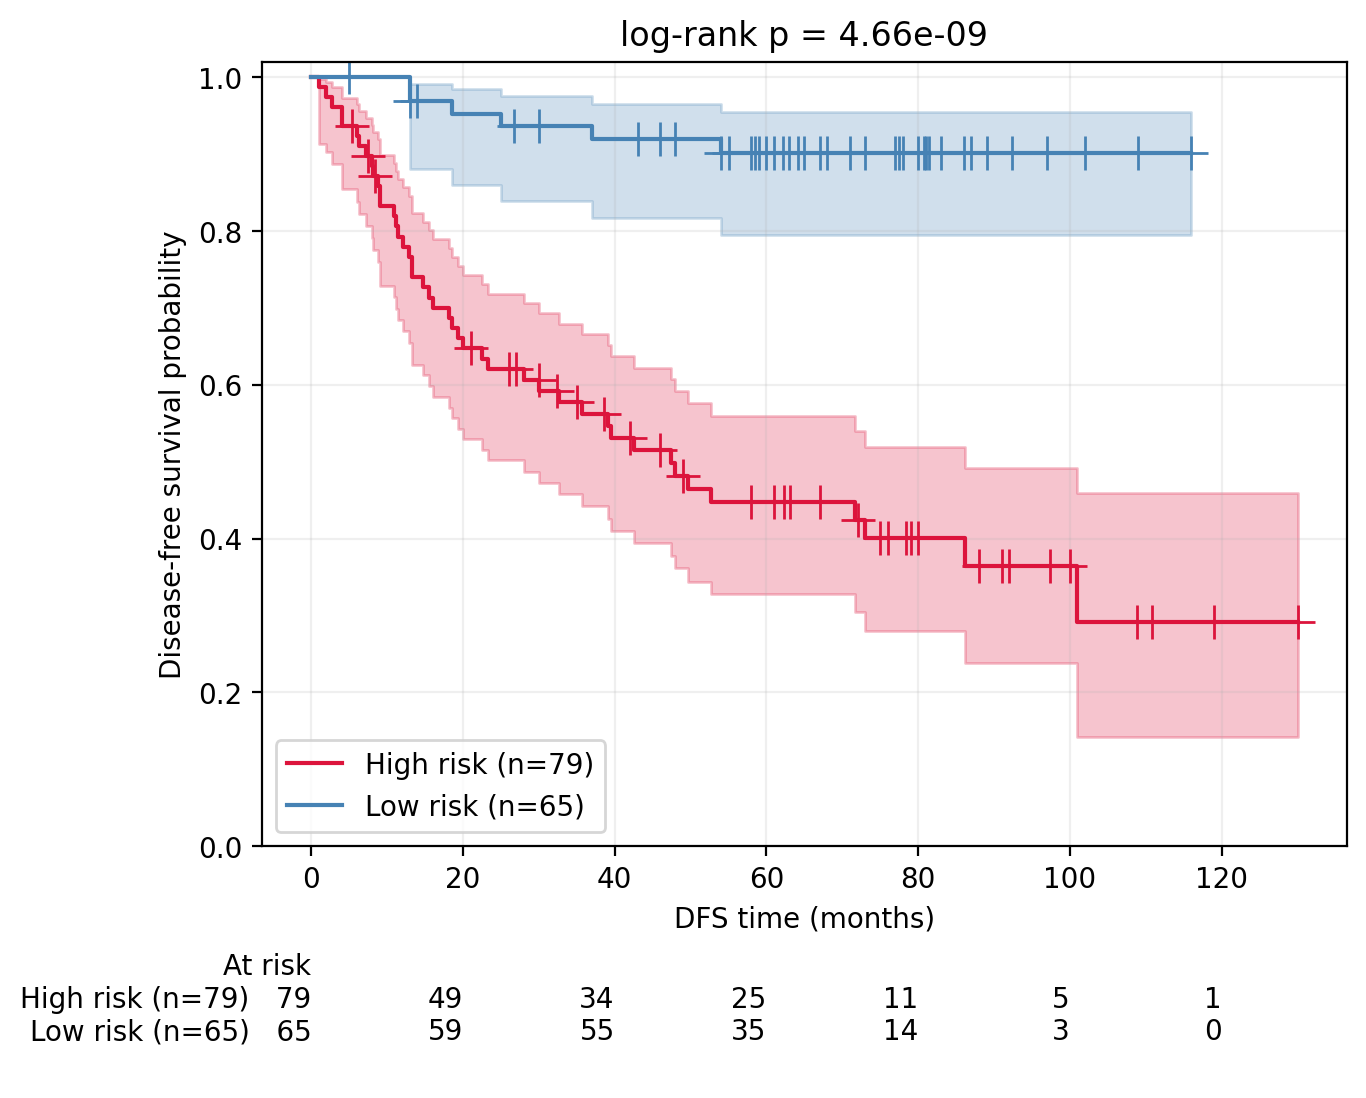 log-rank p = 4.66e-09
Disease-free survival probability
1.0
0.8
0.6
0.4
0.2
0.0
High risk (n=79)
Low risk (n=65)
0 20 40 60 80 100 120
DFS time (months)
At risk
High risk (n=79) 79 49 34 25 11 5 1
Low risk (n=65) 65 59 55 35 14 3 0